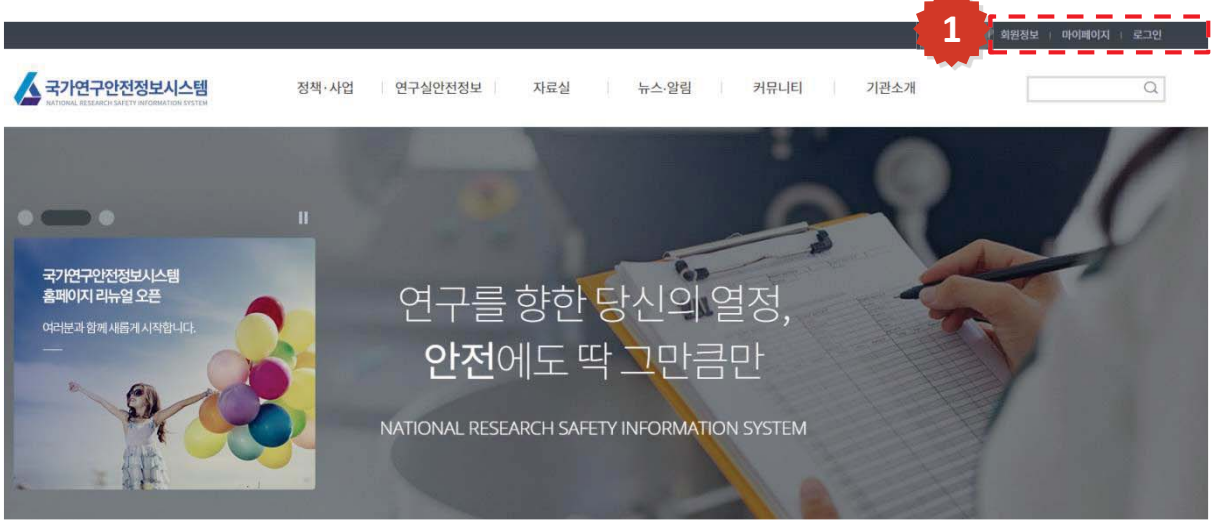 1
회원정보 | 마이페이지 | 로그인
국가연구안전정보시스템
NATIONAL RESEARCH SAFETY INFORMATION SYSTEM
정책·사업 | 연구실안전정보 | 자료실 | 뉴스·알림 | 커뮤니티 | 기관소개
국가연구안전정보시스템
홈페이지 리뉴얼 오픈
여러분과 함께 새롭게 시작합니다.
연구를 향한 당신의 열정,
안전에도 딱 그만큼만
NATIONAL RESEARCH SAFETY INFORMATION SYSTEM